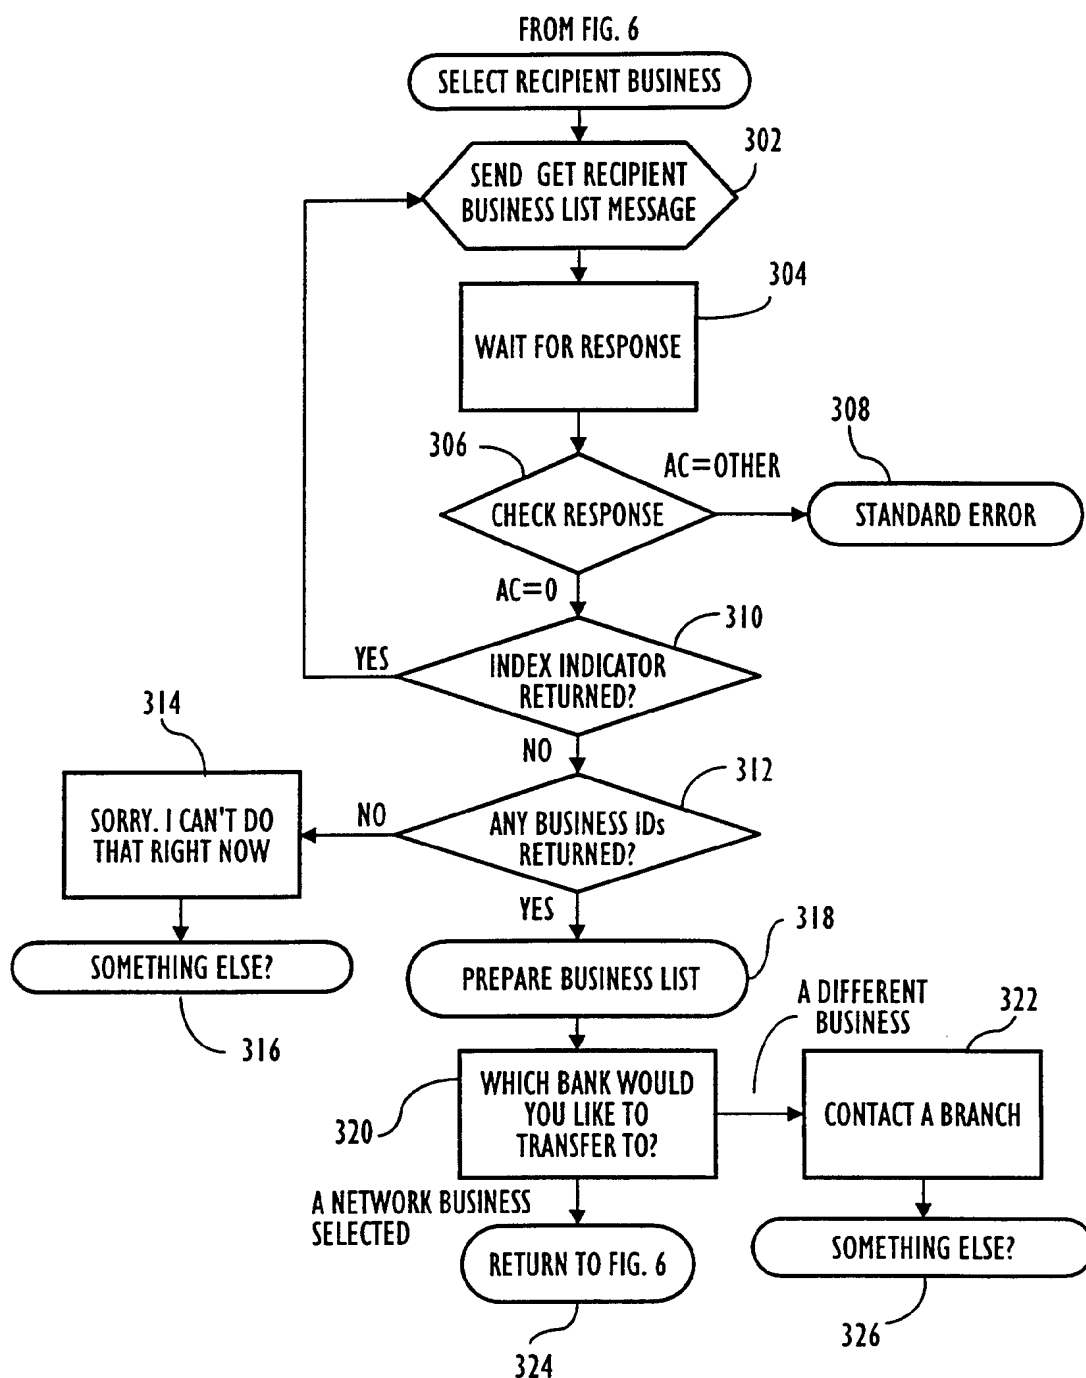 FROM FIG. 6
SELECT RECIPIENT BUSINESS
302
SEND GET RECIPIENT
BUSINESS LIST MESSAGE
304
WAIT FOR RESPONSE
306
308
AC=OTHER
CHECK RESPONSE
STANDARD ERROR
AC=0
310
YES
INDEX INDICATOR
RETURNED?
314
NO
312
SORRY. I CAN'T DO
THAT RIGHT NOW
NO
ANY BUSINESS IDs
RETURNED?
YES
318
SOMETHING ELSE?
PREPARE BUSINESS LIST
316
A DIFFERENT
BUSINESS
322
320
WHICH BANK WOULD
YOU LIKE TO
TRANSFER TO?
CONTACT A BRANCH
A NETWORK BUSINESS
SELECTED
RETURN TO FIG. 6
SOMETHING ELSE?
324
326